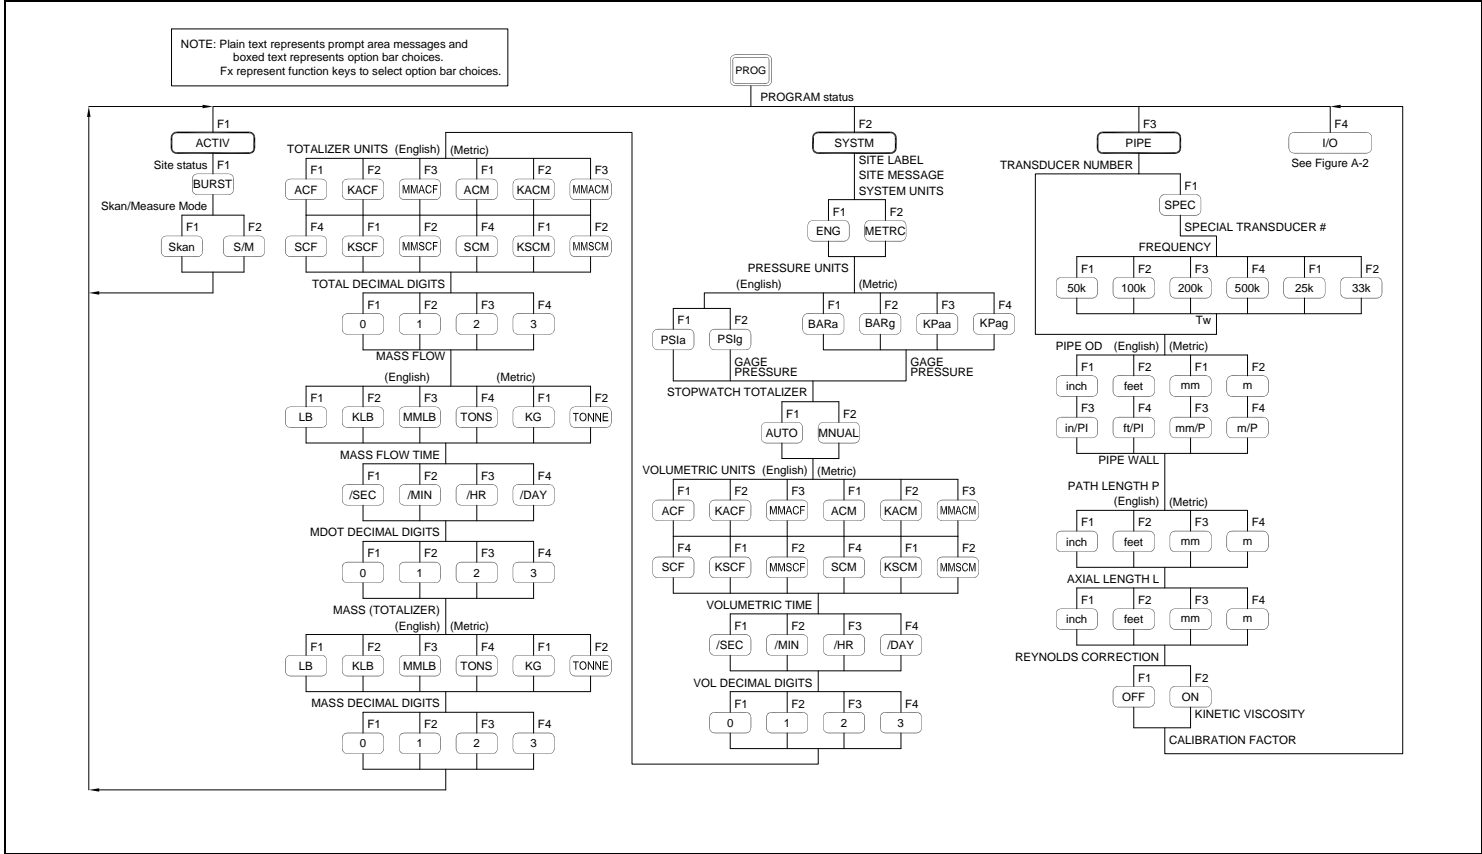 NOTE: Plain text represents prompt area messages and
boxed text represents option bar choices.
Fx represent function keys to select option bar choices.
PROG
PROGRAM status
F1
ACTIV
Site status F1
BURST
Skan/Measure Mode
F1 F2
Skan S/M
F2
SYSTM
SITE LABEL
SITE MESSAGE
SYSTEM UNITS
F1 F2
ENG METRC
PRESSURE UNITS
(English) (Metric)
F1 F2 F1 F2 F3 F4
PSIa PSIg BARa BARg KPaa KPag
GAGE
PRESSURE
GAGE
PRESSURE
STOPWATCH TOTALIZER
F1 F2
AUTO MNUAL
VOLUMETRIC UNITS (English) (Metric)
F1 F2 F3 F1 F2 F3
ACF KACF MMACF ACM KACM MMACM
F4 F1 F2 F4 F1 F2
SCF KSCF MMSCF SCM KSCM MMSCM
VOLUMETRIC TIME
F1 F2 F3 F4
/SEC /MIN /HR /DAY
VOL DECIMAL DIGITS
F1 F2 F3 F4
0 1 2 3
TOTALIZER UNITS (English) (Metric)
F1 F2 F3 F1 F2 F3
ACF KACF MMACF ACM KACM MMACM
F4 F1 F2 F4 F1 F2
SCF KSCF MMSCF SCM KSCM MMSCM
TOTAL DECIMAL DIGITS
F1 F2 F3 F4
0 1 2 3
MASS FLOW
(English) (Metric)
F1 F2 F3 F4 F1 F2
LB KLB MMLB TONS KG TONNE
MASS FLOW TIME
F1 F2 F3 F4
/SEC /MIN /HR /DAY
MDOT DECIMAL DIGITS
F1 F2 F3 F4
0 1 2 3
MASS (TOTALIZER)
(English) (Metric)
F1 F2 F3 F4 F1 F2
LB KLB MMLB TONS KG TONNE
MASS DECIMAL DIGITS
F1 F2 F3 F4
0 1 2 3
F3
PIPE
TRANSDUCER NUMBER
F1
SPEC
SPECIAL TRANSDUCER #
FREQUENCY
F1 F2 F3 F4 F1 F2
50k 100k 200k 500k 25k 33k
Tw
PIPE OD (English) (Metric)
F1 F2 F1 F2
inch feet mm m
F3 F4 F3 F4
in/PI ft/PI mm/P m/P
PIPE WALL
PATH LENGTH P
(English) (Metric)
F1 F2 F3 F4
inch feet mm m
AXIAL LENGTH L
F1 F2 F3 F4
inch feet mm m
REYNOLDS CORRECTION
F1 F2
OFF ON
KINETIC VISCOSITY
CALIBRATION FACTOR
F4
I/O
See Figure A-2